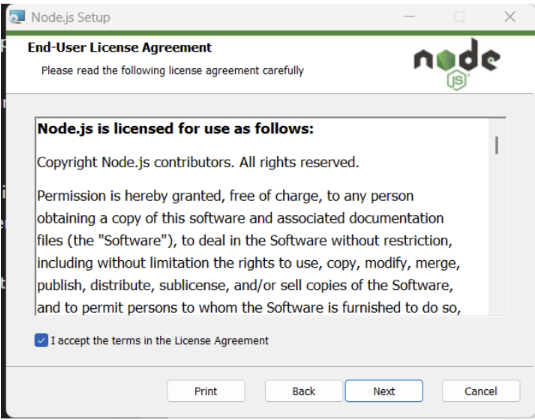 Node.js Setup
End-User License Agreement
Please read the following license agreement carefully
node
JS
Node.js is licensed for use as follows:
Copyright Node.js contributors. All rights reserved.
Permission is hereby granted, free of charge, to any person
obtaining a copy of this software and associated documentation
files (the "Software"), to deal in the Software without restriction,
including without limitation the rights to use, copy, modify, merge,
publish, distribute, sublicense, and/or sell copies of the Software,
and to permit persons to whom the Software is furnished to do so,
I accept the terms in the License Agreement
Print
Back
Next
Cancel